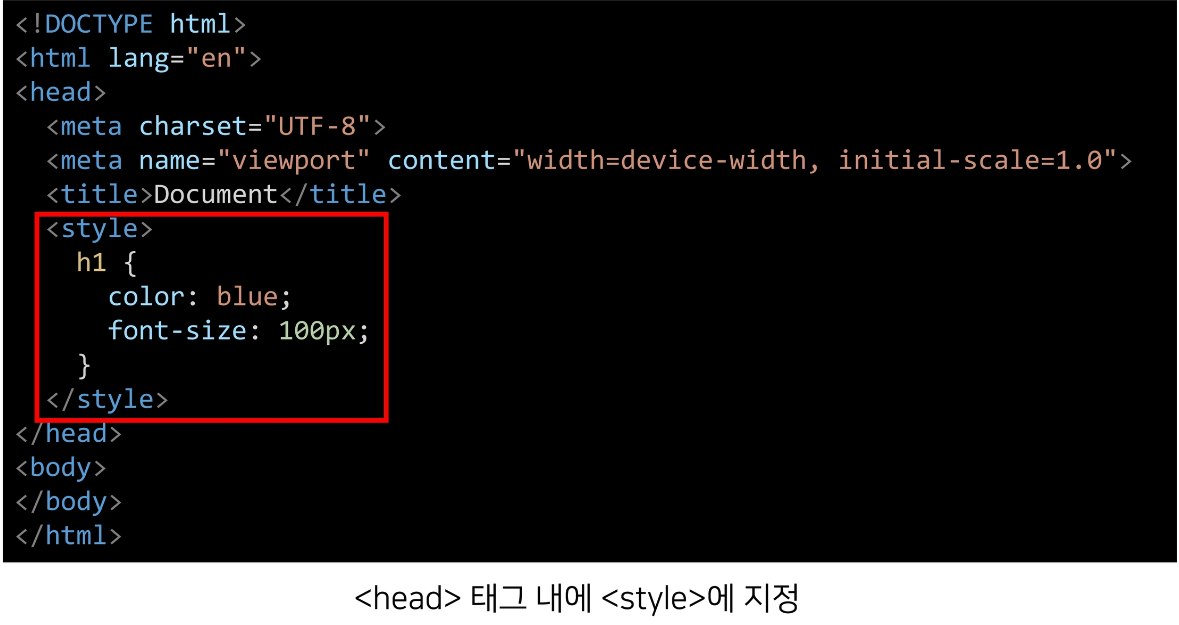 <!DOCTYPE html>
<html lang="en">
<head>
  <meta charset="UTF-8">
  <meta name="viewport" content="width=device-width, initial-scale=1.0">
  <title>Document</title>
  <style>
    h1 {
      color: blue;
      font-size: 100px;
    }
  </style>
</head>
<body>
</body>
</html>
<head> 태그 내에 <style>에 지정